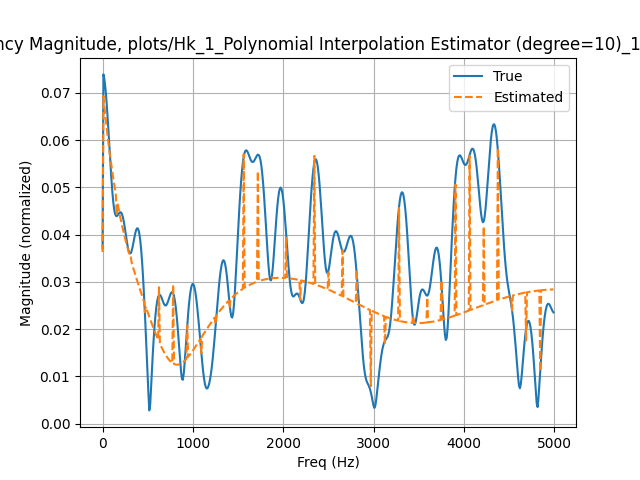 ncy Magnitude, plots/Hk_1_Polynomial Interpolation Estimator (degree=10)_1
True
Estimated
Magnitude (normalized)
0.07
0.06
0.05
0.04
0.03
0.02
0.01
0.00
0 1000 2000 3000 4000 5000
Freq (Hz)